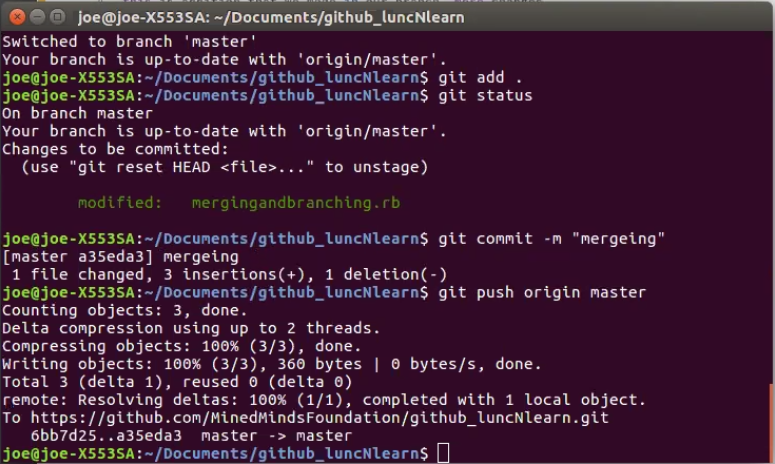 joe@joe-X553SA: ~/Documents/github_luncNlearn
Switched to branch 'master'
Your branch is up-to-date with 'origin/master'.
joe@joe-X553SA:~/Documents/github_luncNlearn$ git add .
joe@joe-X553SA:~/Documents/github_luncNlearn$ git status
On branch master
Your branch is up-to-date with 'origin/master'.
Changes to be committed:
  (use "git reset HEAD <file>..." to unstage)
        modified:   mergingandbranching.rb
joe@joe-X553SA:~/Documents/github_luncNlearn$ git commit -m "mergeing"
[master a35eda3] mergeing
 1 file changed, 3 insertions(+), 1 deletion(-)
joe@joe-X553SA:~/Documents/github_luncNlearn$ git push origin master
Counting objects: 3, done.
Delta compression using up to 2 threads.
Compressing objects: 100% (3/3), done.
Writing objects: 100% (3/3), 360 bytes | 0 bytes/s, done.
Total 3 (delta 1), reused 0 (delta 0)
remote: Resolving deltas: 100% (1/1), completed with 1 local object.
To https://github.com/MinedMindsFoundation/github_luncNlearn.git
   6bb7d25..a35eda3  master -> master
joe@joe-X553SA:~/Documents/github_luncNlearn$